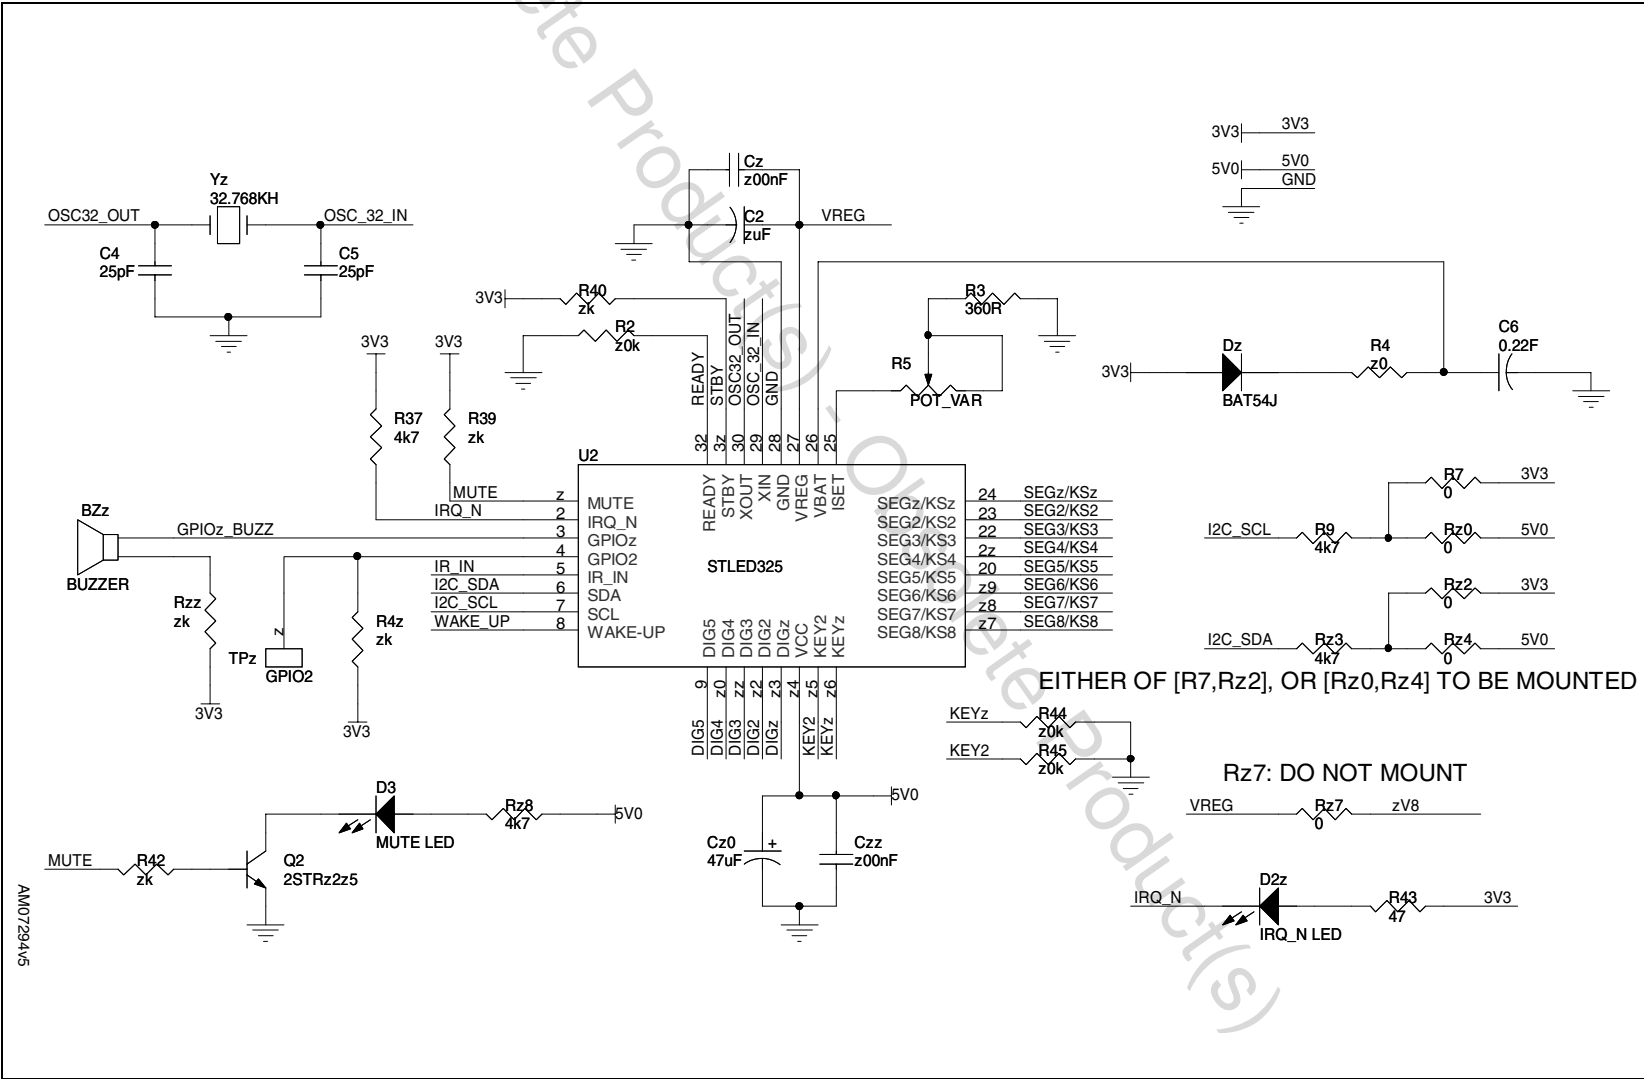 3V3 3V3
5V0 5V0
GND
Yz
32.768KH
OSC32_OUT OSC_32_IN
C4
25pF
C5
25pF
Cz
z00nF
C2
zuF
VREG
3V3 R40
zk
R2
z0k
READY
STBY
OSC32_OUT
OSC_32_IN
GND
R3
360R
R5
POT_VAR
3V3 Dz
BAT54J
R4
z0
C6
0.22F
3V3 3V3
R37
4k7
R39
zk
32 3z 30 29 28 27 26 25
U2
READY STBY XOUT XIN GND VREG VBAT ISET
MUTE z MUTE
IRQ_N 2 IRQ_N
GPIOz_BUZZ 3 GPIOz
4 GPIO2
IR_IN 5 IR_IN
I2C_SDA 6 SDA
I2C_SCL 7 SCL
WAKE_UP 8 WAKE-UP
STLED325
SEGz/KSz 24 SEGz/KSz
SEG2/KS2 23 SEG2/KS2
SEG3/KS3 22 SEG3/KS3
SEG4/KS4 2z SEG4/KS4
SEG5/KS5 20 SEG5/KS5
SEG6/KS6 z9 SEG6/KS6
SEG7/KS7 z8 SEG7/KS7
SEG8/KS8 z7 SEG8/KS8
DIG5 DIG4 DIG3 DIG2 DIGz VCC KEY2 KEYz
9 z0 zz z2 z3 z4 z5 z6
DIG5 DIG4 DIG3 DIG2 DIGz KEY2 KEYz
BZz
BUZZER
Rzz
zk
3V3
z
TPz
GPIO2
R4z
zk
3V3
R7
0
3V3
I2C_SCL R9
4k7
Rz0
0
5V0
Rz2
0
3V3
I2C_SDA Rz3
4k7
Rz4
0
5V0
EITHER OF [R7,Rz2], OR [Rz0,Rz4] TO BE MOUNTED
KEYz R44
z0k
KEY2 R45
z0k
Rz7: DO NOT MOUNT
VREG Rz7 zV8
0
D3
MUTE LED
Rz8
4k7
5V0
MUTE R42
zk
Q2
2STRz2z5
5V0
Cz0
47uF
+
Czz
z00nF
IRQ_N D2z
IRQ_N LED
R43
47
3V3
AM07294v5
ete Product(s) - Obsolete Product(s)